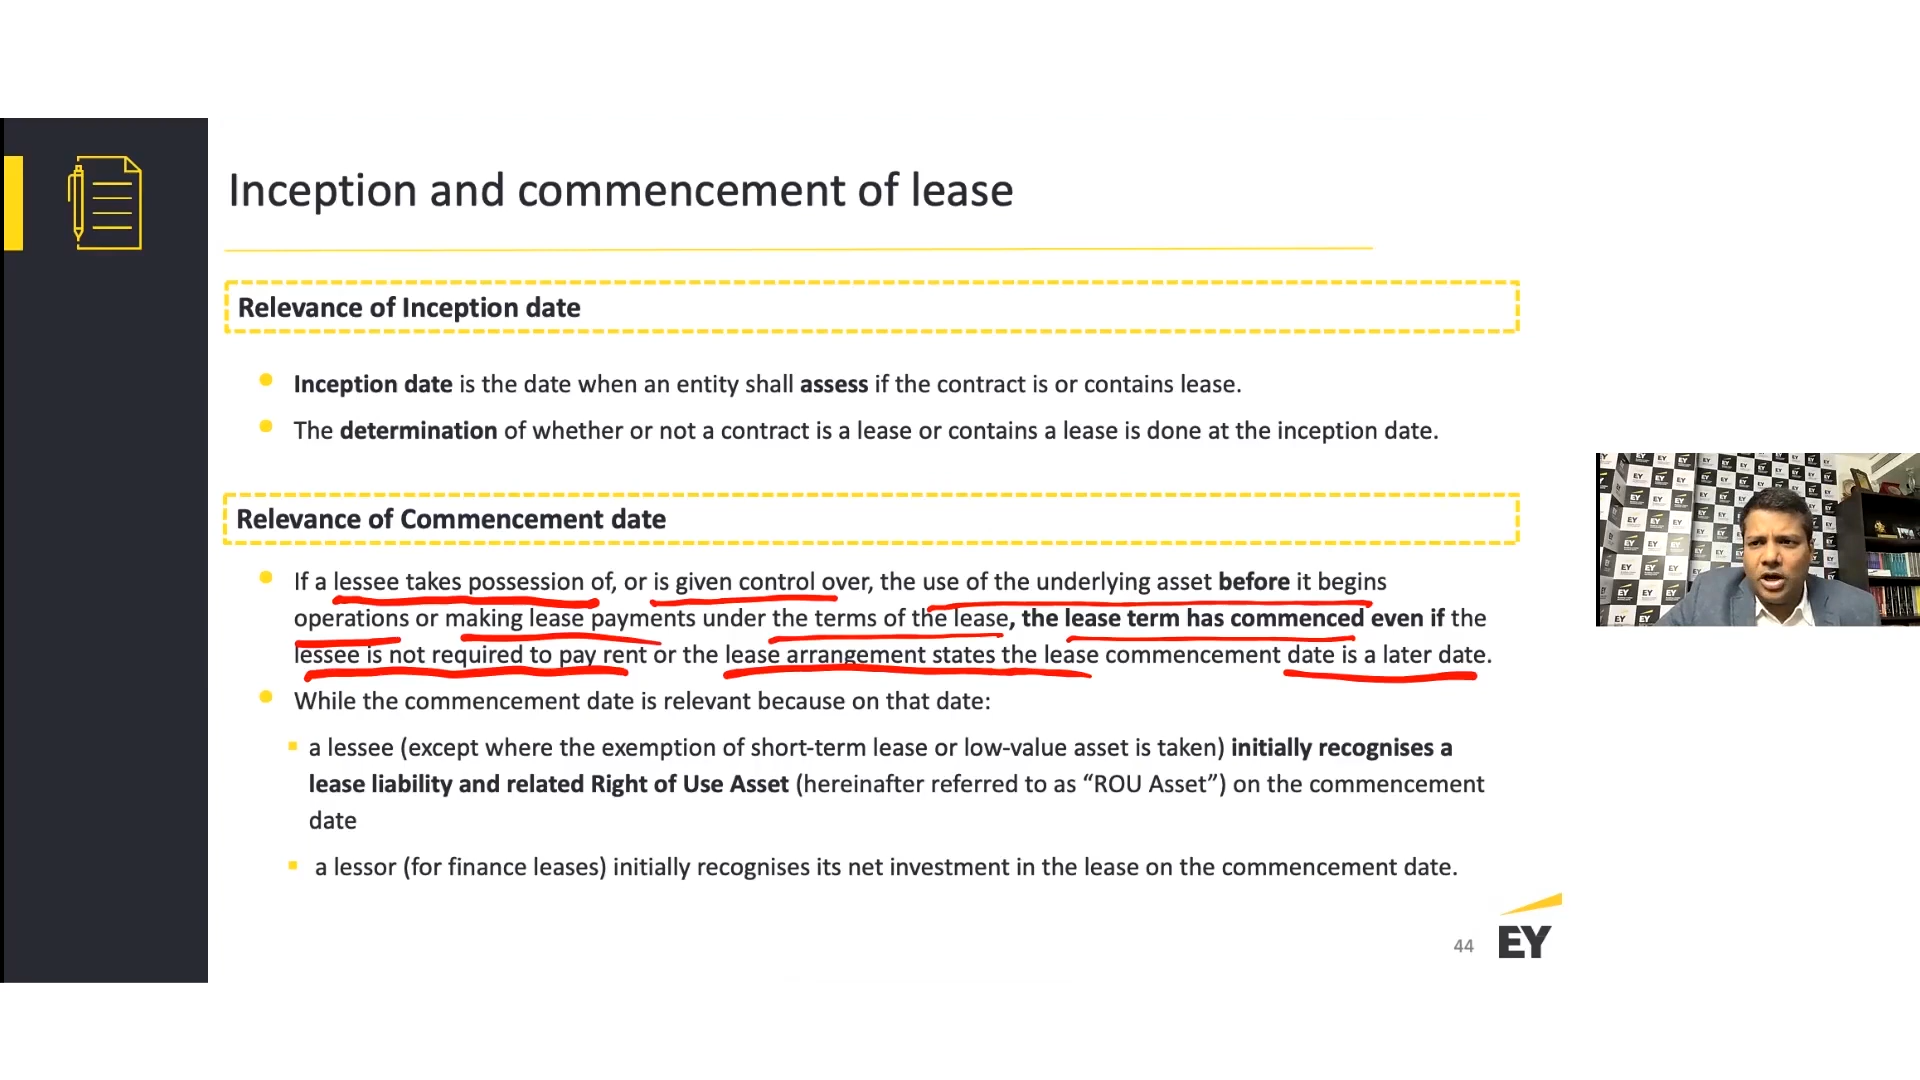 Inception and commencement of lease
Relevance of Inception date
Inception date is the date when an entity shall assess if the contract is or contains lease.
The determination of whether or not a contract is a lease or contains a lease is done at the inception date.
Relevance of Commencement date
If a lessee takes possession of, or is given control over, the use of the underlying asset before it begins
operations or making lease payments under the terms of the lease, the lease term has commenced even if the
lessee is not required to pay rent or the lease arrangement states the lease commencement date is a later date.
While the commencement date is relevant because on that date:
a lessee (except where the exemption of short-term lease or low-value asset is taken) initially recognises a
lease liability and related Right of Use Asset (hereinafter referred to as “ROU Asset”) on the commencement
date
a lessor (for finance leases) initially recognises its net investment in the lease on the commencement date.
44
EY